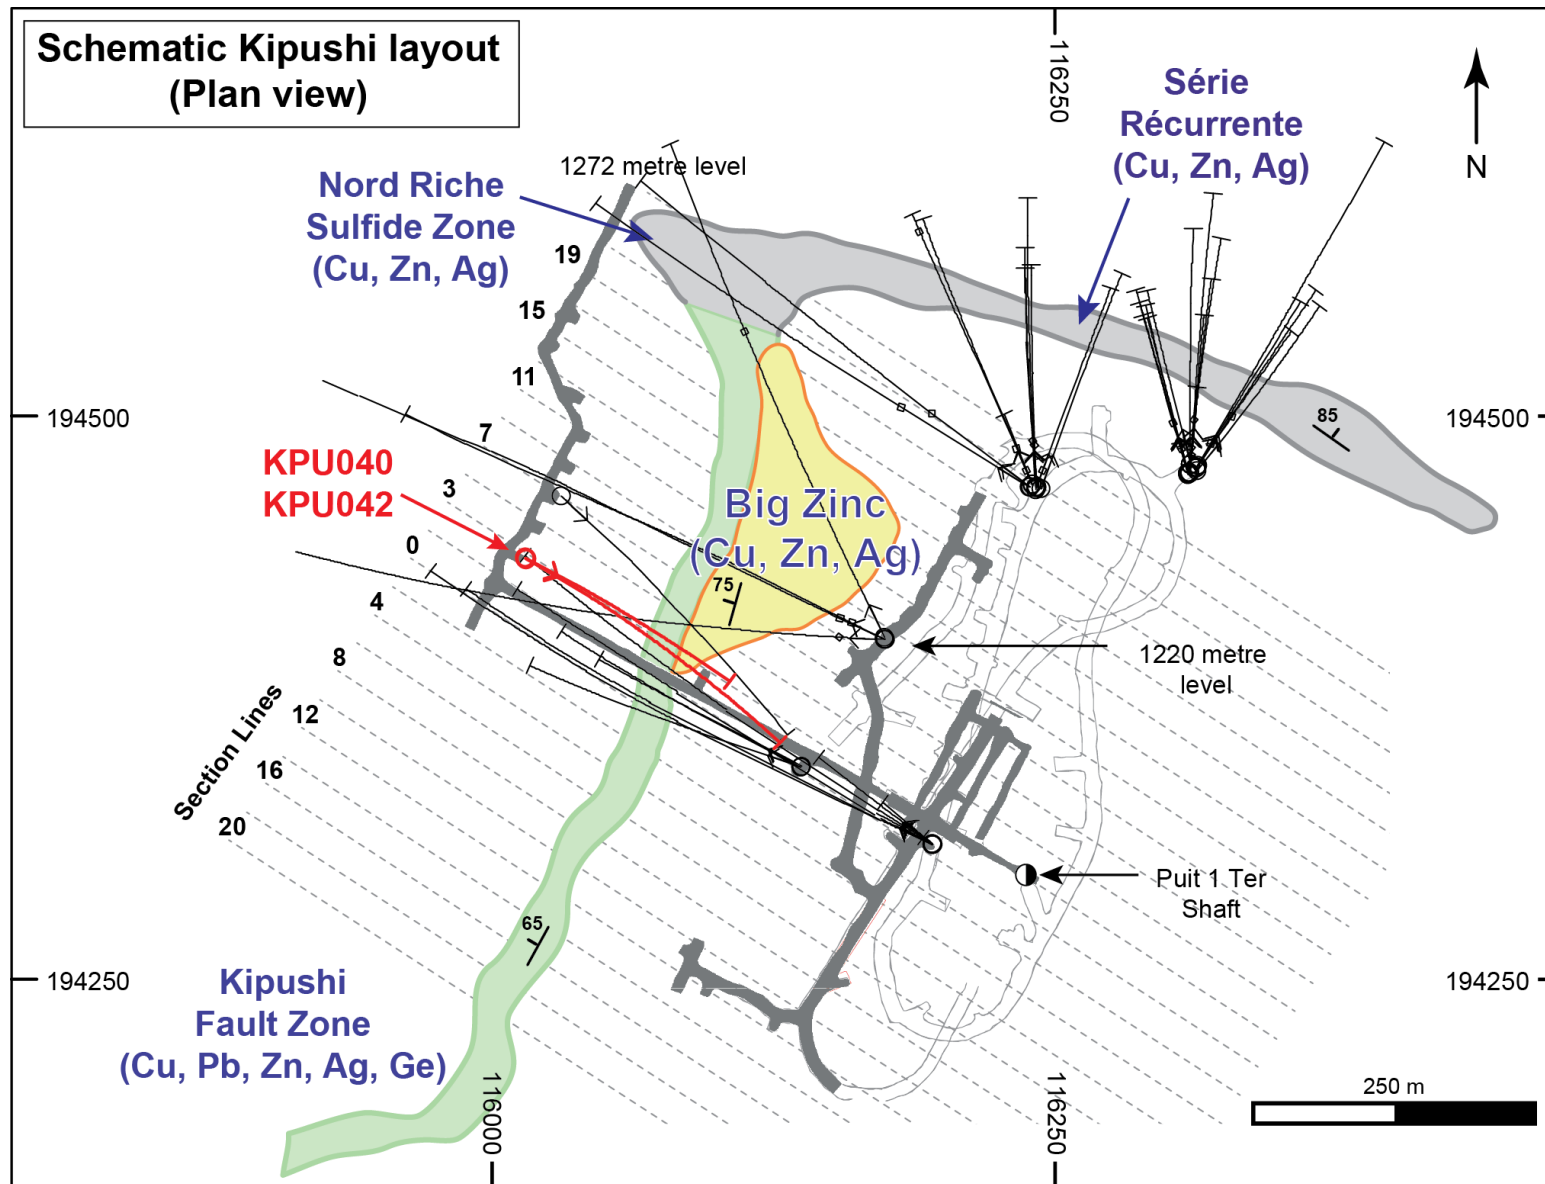 Schematic Kipushi layout
(Plan view)
116250
Série
Récurrente
(Cu, Zn, Ag)
N
1272 metre level
Nord Riche
Sulfide Zone
(Cu, Zn, Ag)
19
15
11
7
3
0
4
8
12
16
20
Section Lines
194500
194500
85
KPU040
KPU042
Big Zinc
(Cu, Zn, Ag)
75
1220 metre
level
Puit 1 Ter
Shaft
65
194250
194250
Kipushi
Fault Zone
(Cu, Pb, Zn, Ag, Ge)
116000
116250
250 m